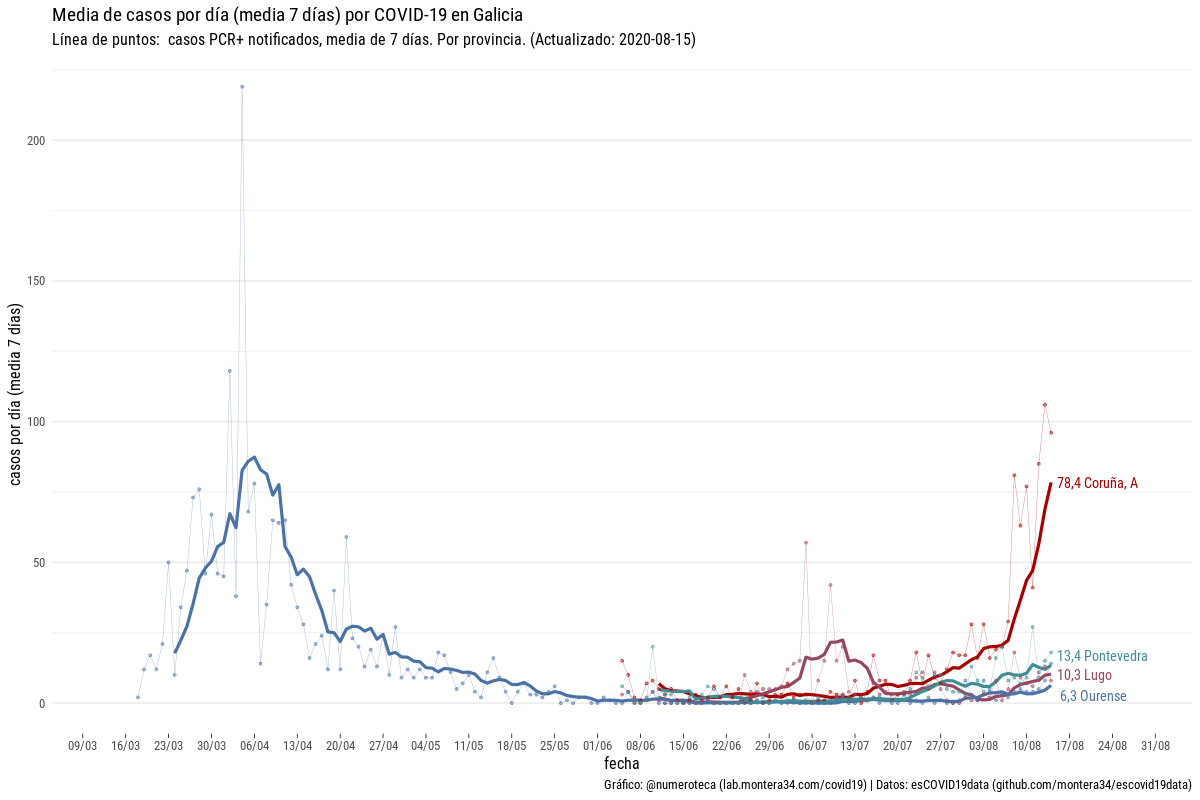 Media de casos por día (media 7 días) por COVID-19 en Galicia
Línea de puntos:  casos PCR+ notificados, media de 7 días. Por provincia. (Actualizado: 2020-08-15)
casos por día (media 7 días)
200
150
100
50
0
78,4 Coruña, A
13,4 Pontevedra
10,3 Lugo
6,3 Ourense
09/03 16/03 23/03 30/03 06/04 13/04 20/04 27/04 04/05 11/05 18/05 25/05 01/06 08/06 15/06 22/06 29/06 06/07 13/07 20/07 27/07 03/08 10/08 17/08 24/08 31/08
fecha
Gráfico: @numeroteca (lab.montera34.com/covid19) | Datos: esCOVID19data (github.com/montera34/escovid19data)